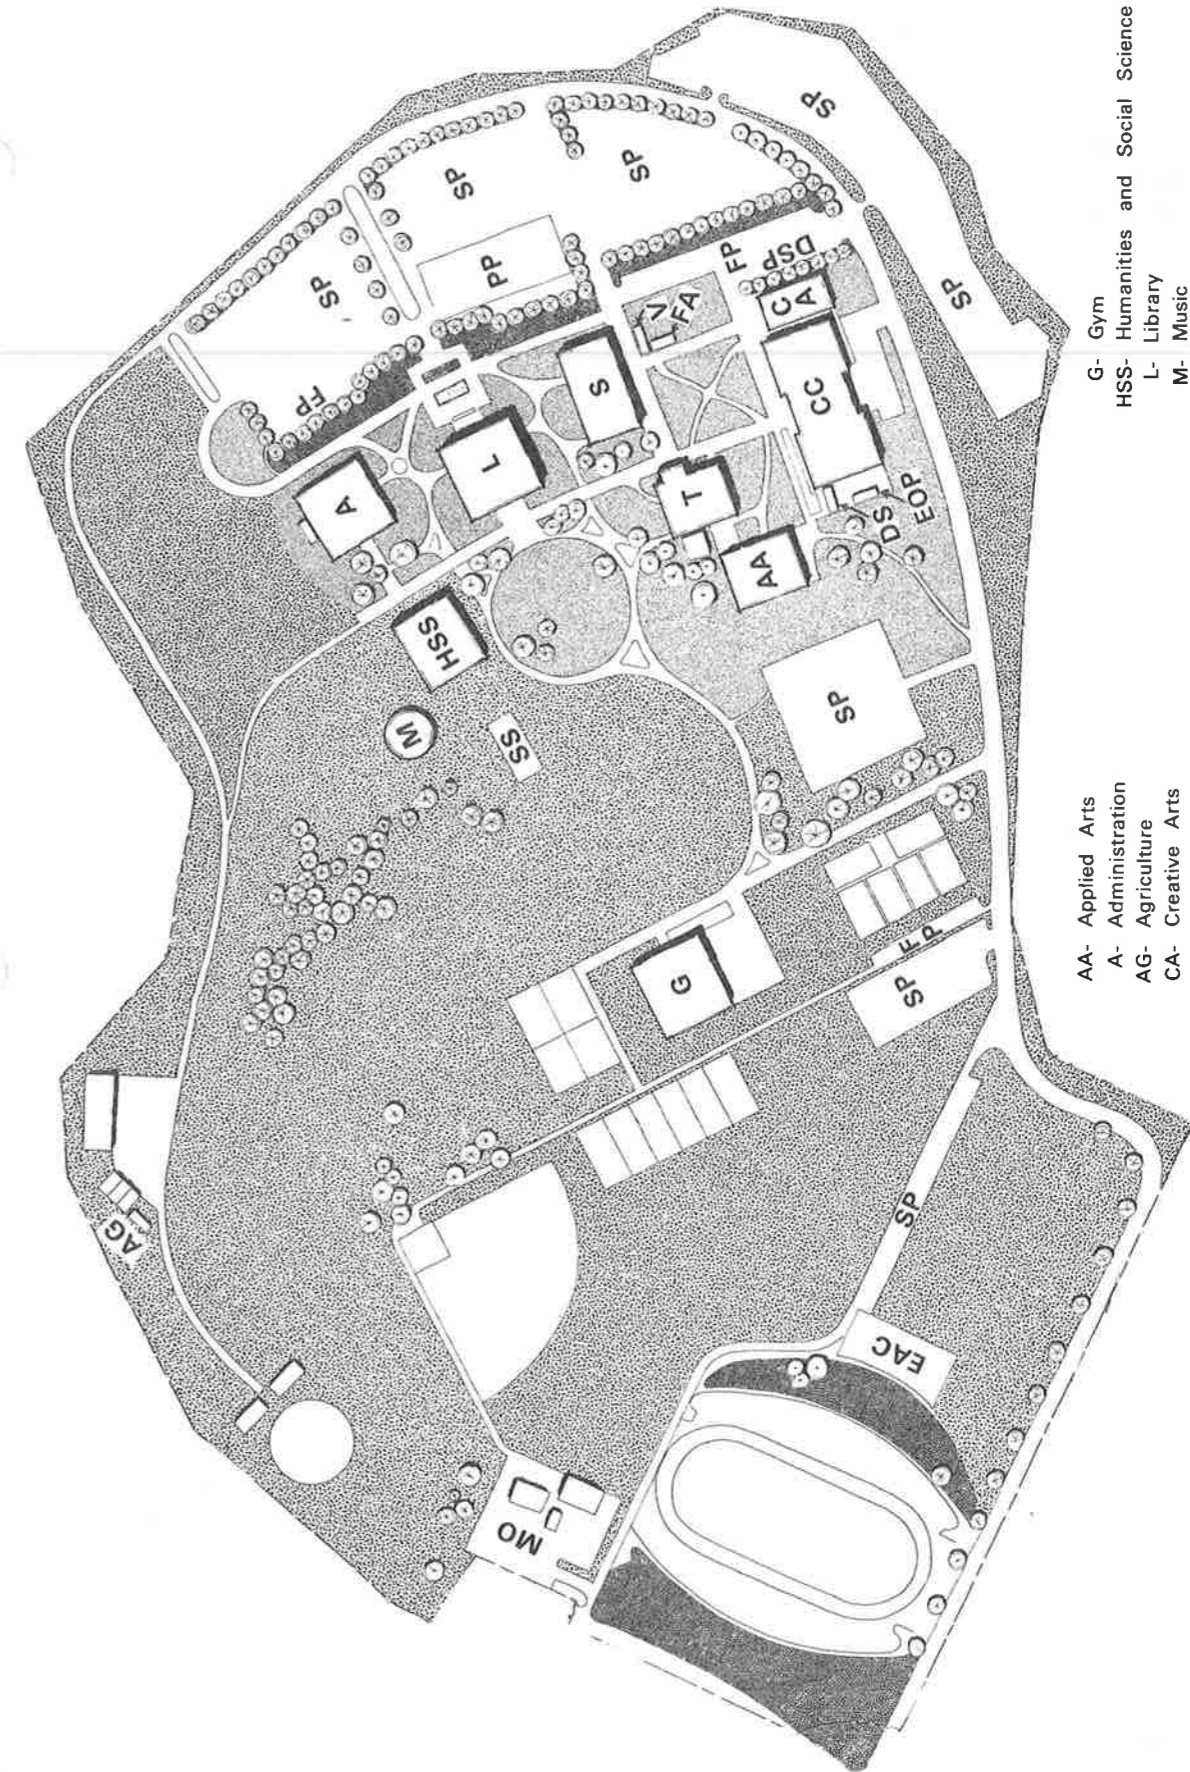 AG
MO
EAC
SP
G
SP
FP
M
SS
HSS
SP
A
L
T
AA
DS
EOP
S
CC
V
FA
CA
FP
DSP
FP
PP
SP
SP
SP
SP
SP
AA- Applied Arts
A- Administration
AG- Agriculture
CA- Creative Arts
G- Gym
HSS- Humanities and Social Science
L- Library
M- Music